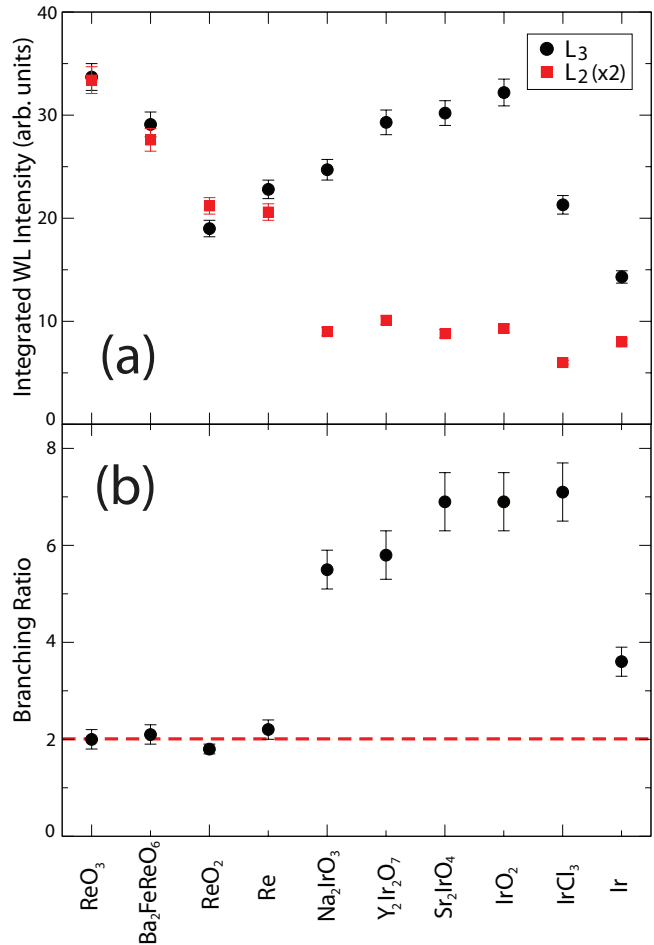 40
30
20
10
0
Integrated WL Intensity (arb. units)
L₃
L₂ (x2)
(a)
8
6
4
2
0
Branching Ratio
(b)
ReO₃
Ba₂FeReO₆
ReO₂
Re
Na₂IrO₃
Y₂Ir₂O₇
Sr₂IrO₄
IrO₂
IrCl₃
Ir